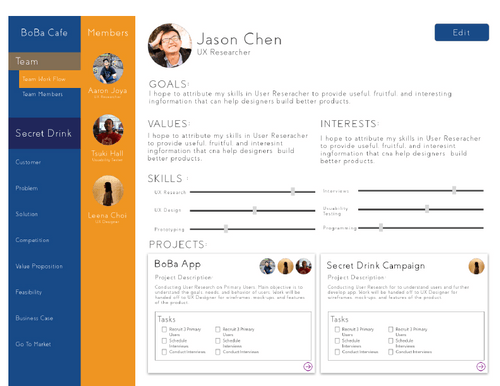 BoBa Cafe
Team
Team Work Flow
Team Members
Secret Drink
Customer
Problem
Solution
Competition
Value Proposition
Feasibility
Business Case
Go To Market
Members
Aaron Joya
UX Researcher
Tsuki Hall
Leana Choi
UX Designer
Jason Chen
UX Researcher
Edit
GOALS:
I hope to attribute my skills in User Reseracher to provide useful, fruitful, and interesting
ingformation that can help designers build better products.
VALUES:
I hope to attribute my skills in User Reseracher
to provide useful, fruitful, and interesint
ingformation that cna help designers build
better products.
INTERESTS:
I hope to attribute my skills in User Reseracher
to provide useful, fruitful, and interesint
ingformation that cna help designers build
better products.
SKILLS :
UX Research
UX Design
Prototyping
Interviews
Usability
Testing
Programming
PROJECTS:
BoBa App
Project Description:
Conducting User Research on Primary Users. Main objective is to
understand the goals, needs, and behavior of users. Work will be
handed off to UX Designer for wireframe, mock-ups and features
of the product.
Tasks
Recruit 3 Primary
Users
Schedule
Interviews
Conduct Interviews
Recruit 3 Primary
Users
Schedule
Interviews
Conduct Interviews
Secret Drink Campaign
Project Description:
Conducting User Research for to understand users and further
develop app. Work will be handed off to UX Designer for
wireframe, mock-ups and features of the product.
Tasks
Recruit 3 Primary
Users
Schedule
Interviews
Conduct Interviews
Recruit 3 Primary
Users
Schedule
Interviews
Conduct Interviews